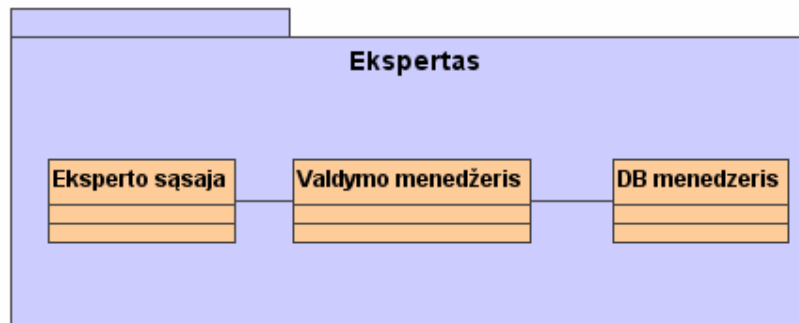 Ekspertas
Eksperto sąsaja
Valdymo menedžeris
DB menedzeris